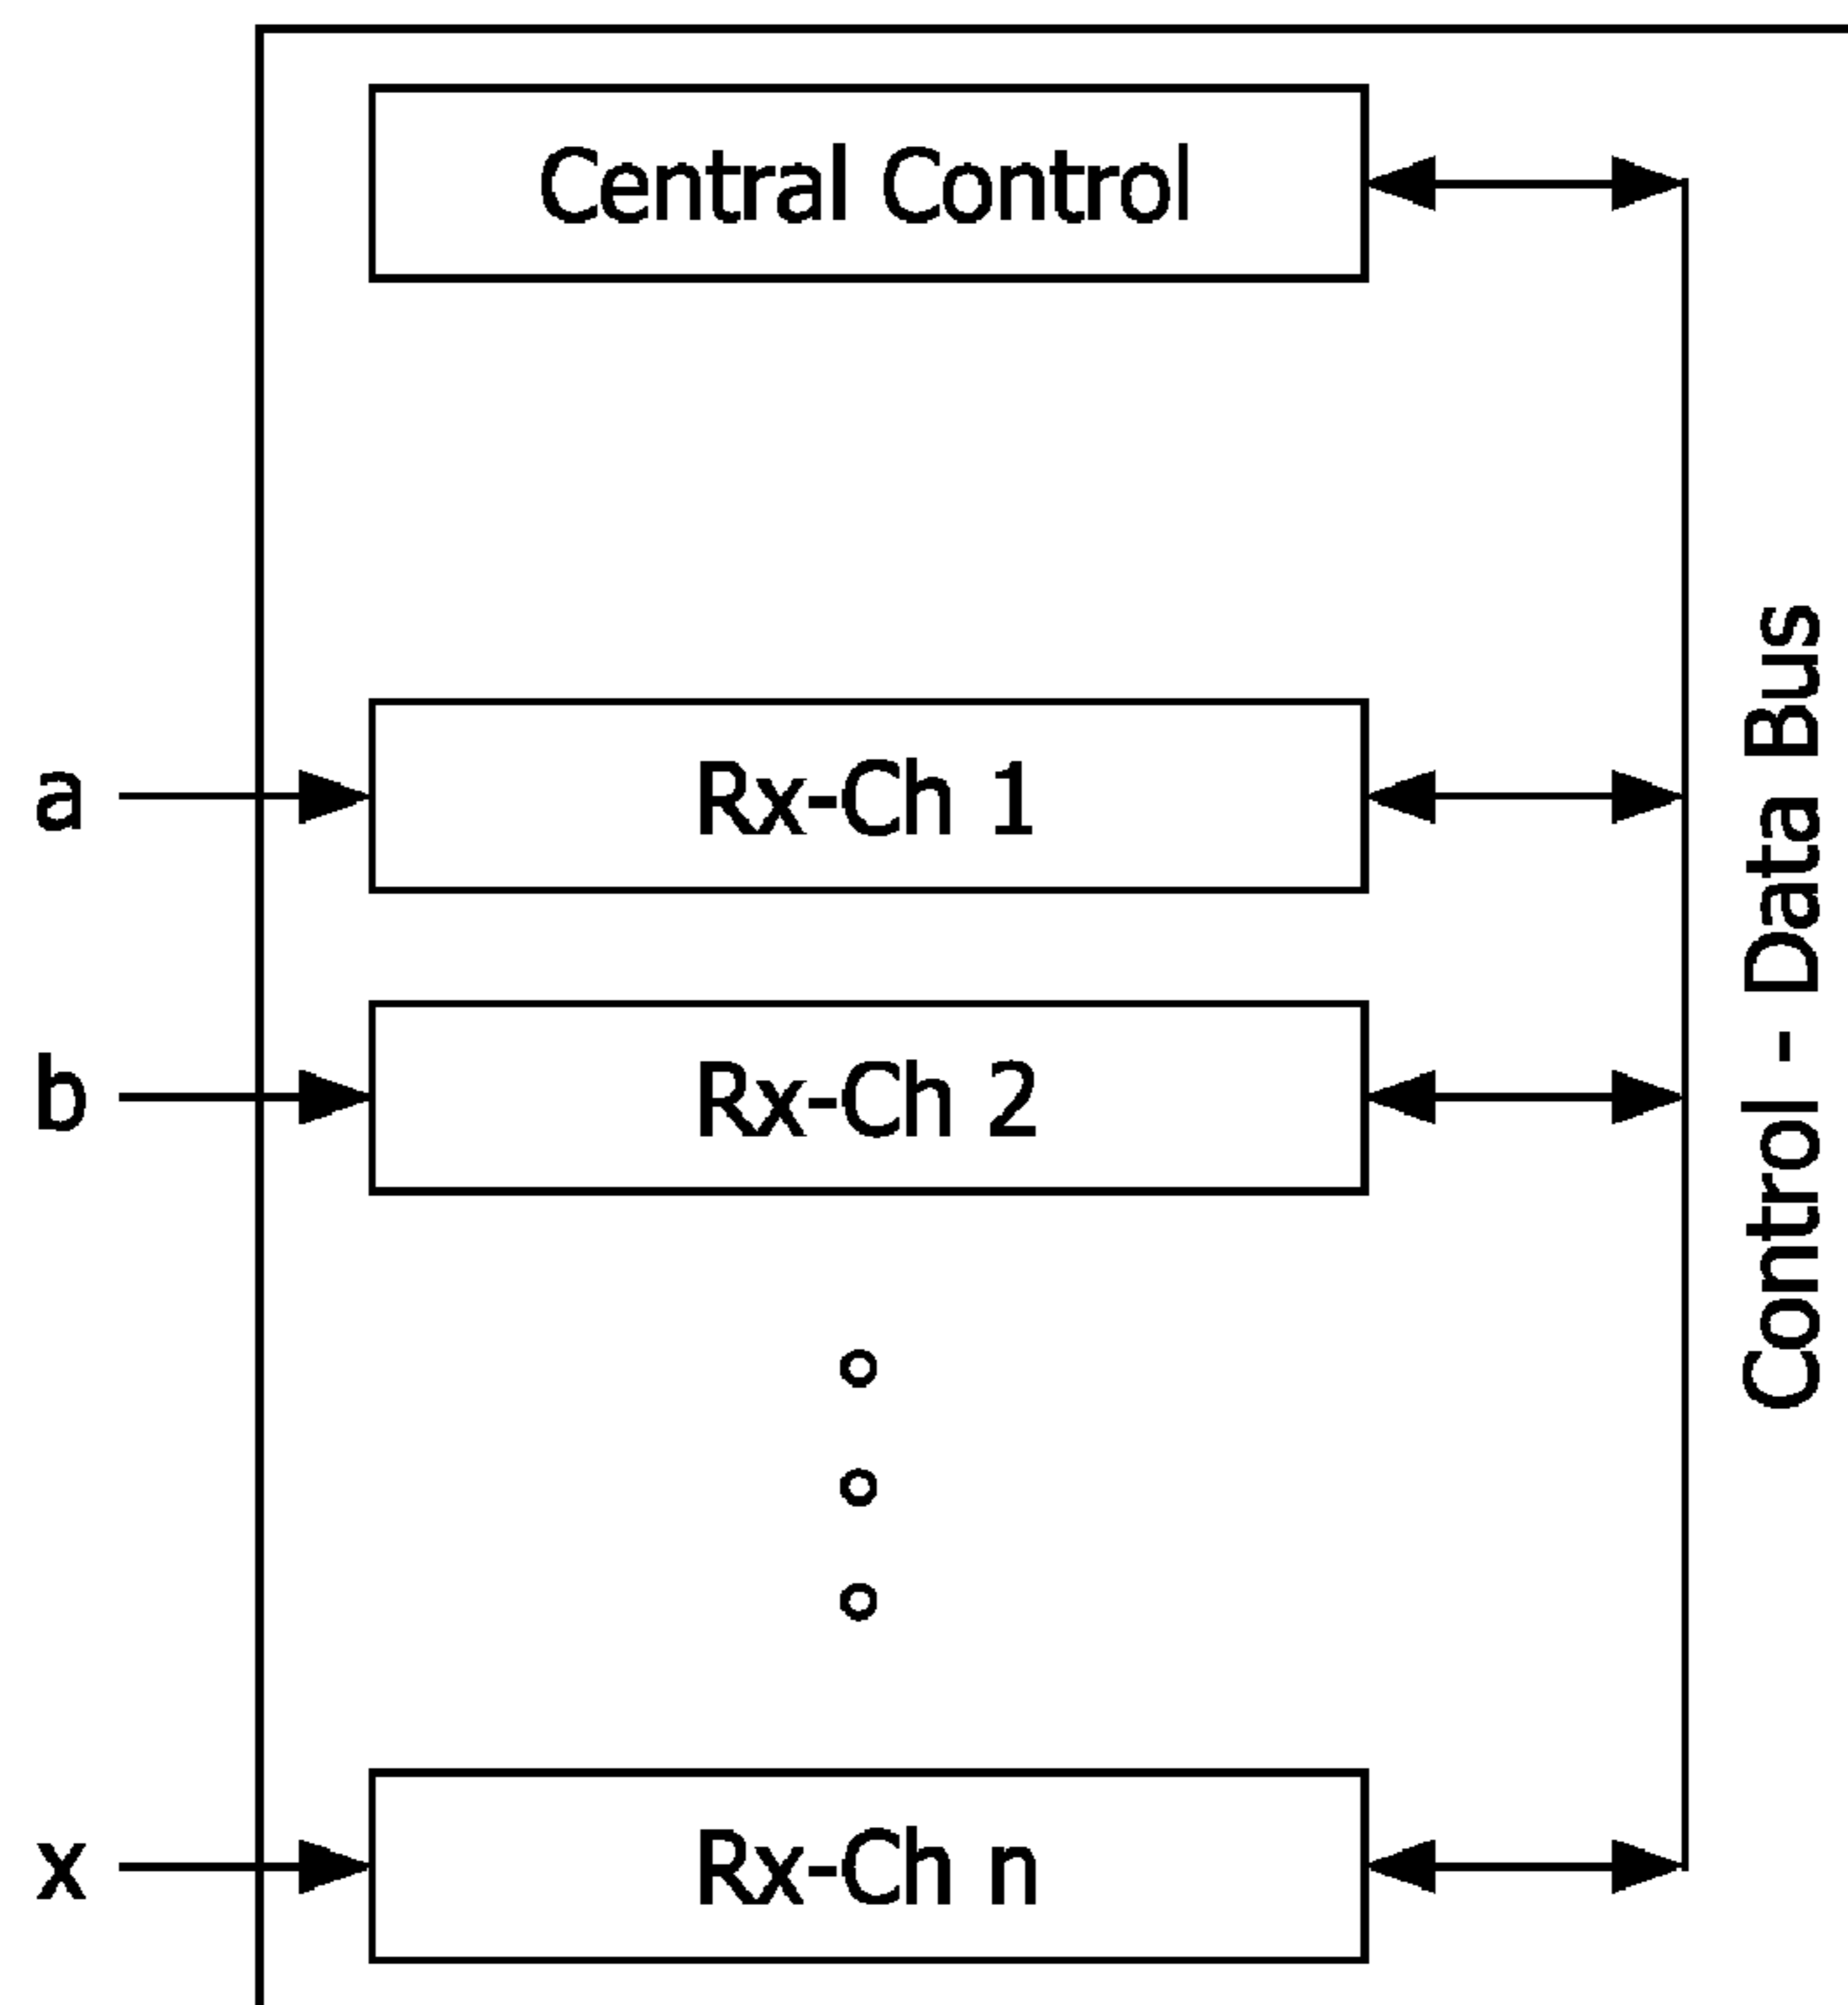 Central Control
a
Rx-Ch 1
b
Rx-Ch 2
x
Rx-Ch n
Control - Data Bus